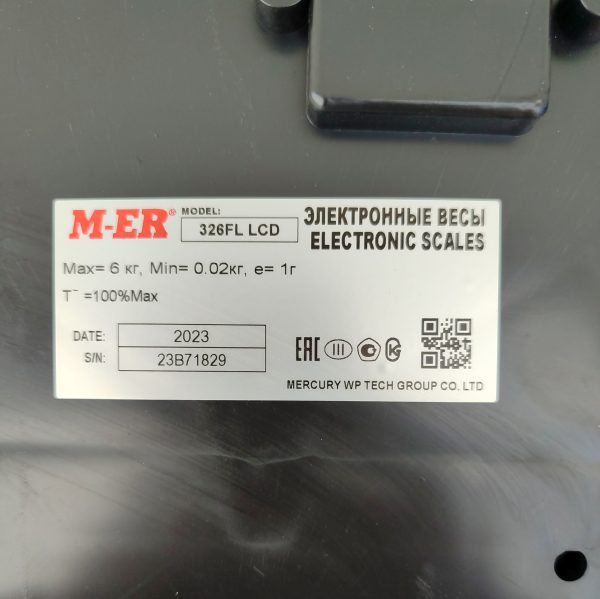 M-ER® MODEL: 326FL LCD
ЭЛЕКТРОННЫЕ ВЕСЫ
ELECTRONIC SCALES
Max= 6 кг, Min= 0.02кг, e= 1г
T⁻ =100%Max
DATE: 2023
S/N: 23B71829
EAC III
MERCURY WP TECH GROUP CO. LTD